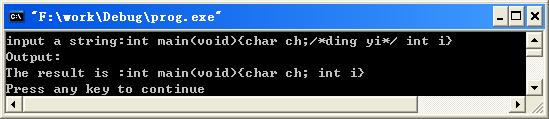 "F:\work\Debug\prog.exe"
input a string:int main(void){char ch;/*ding yi*/ int i}
Output:
The result is :int main(void){char ch; int i}
Press any key to continue